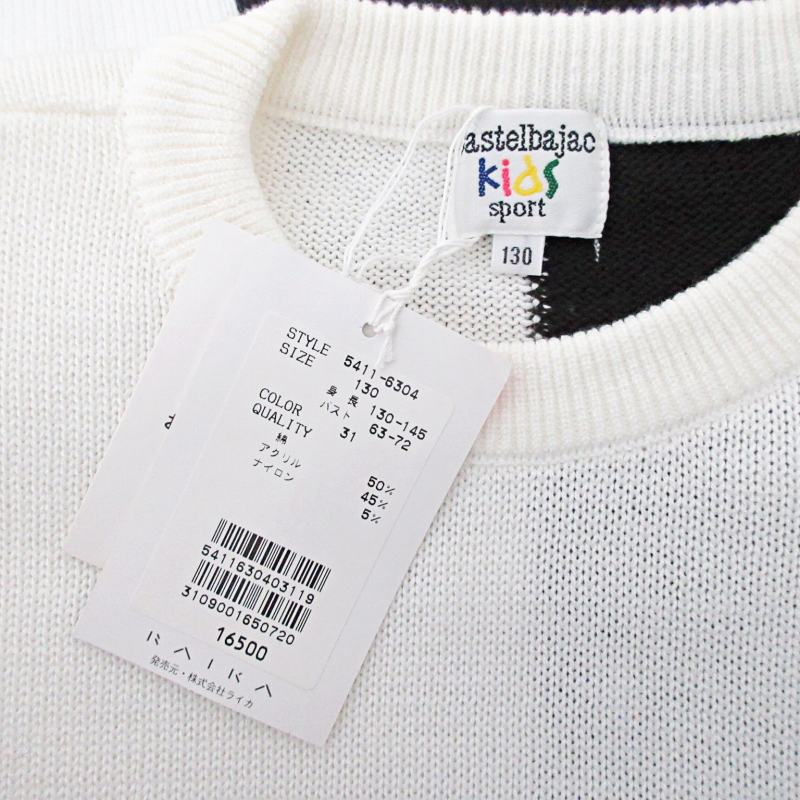 astelbajac
kids
sport
130
STYLE 5411-6304
SIZE 130
身長 130-145
バスト 63-72
COLOR 31
QUALITY
綿 50%
アクリル 45%
ナイロン 5%
5411630403119
3109001650720
16500
RAIKA
発売元・株式会社ライカ